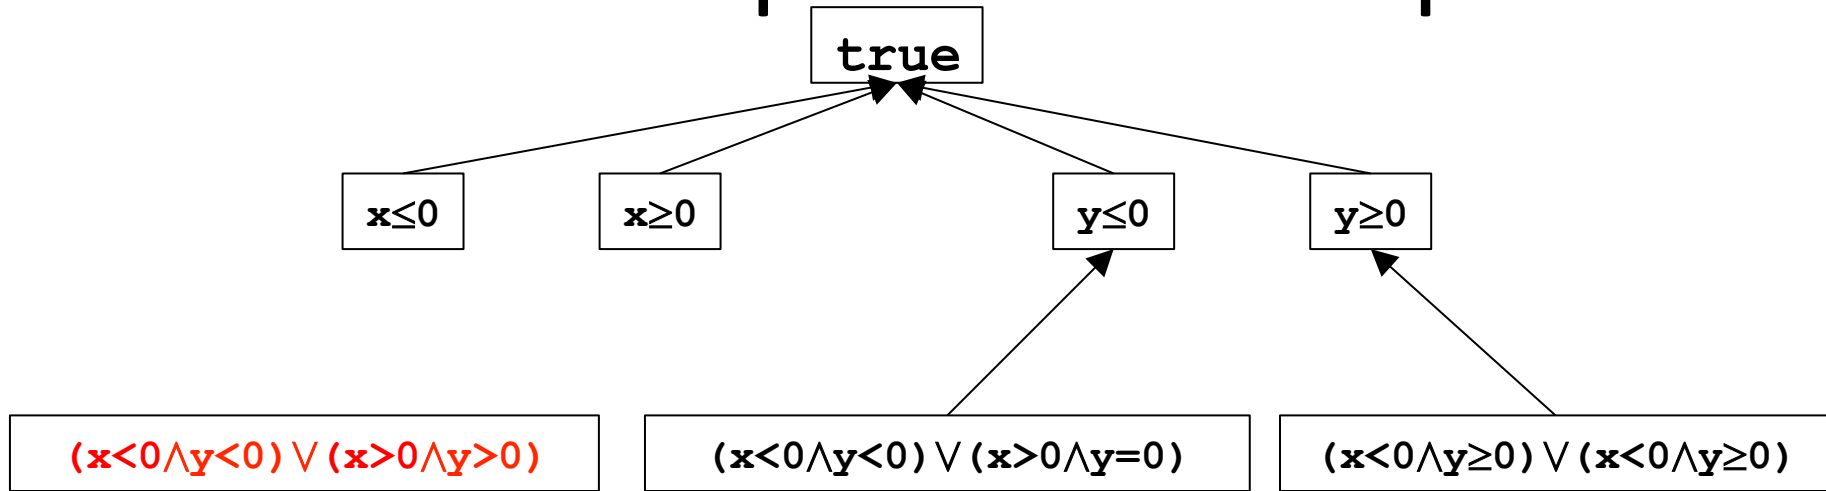 true
x≤0 x≥0 y≤0 y≥0
(x<0∧y<0)∨(x>0∧y>0) (x<0∧y<0)∨(x>0∧y=0) (x<0∧y≥0)∨(x<0∧y≥0)